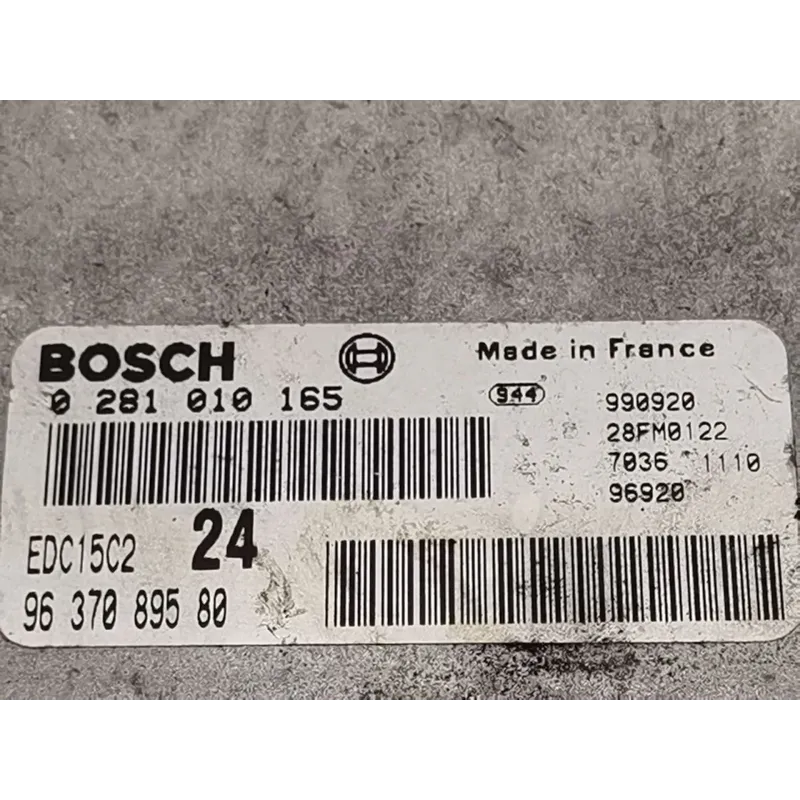 BOSCH
Made in France
0 281 010 165
944
990920
28FM0122
7036 1110
96920
EDC15C2
24
96 370 895 80